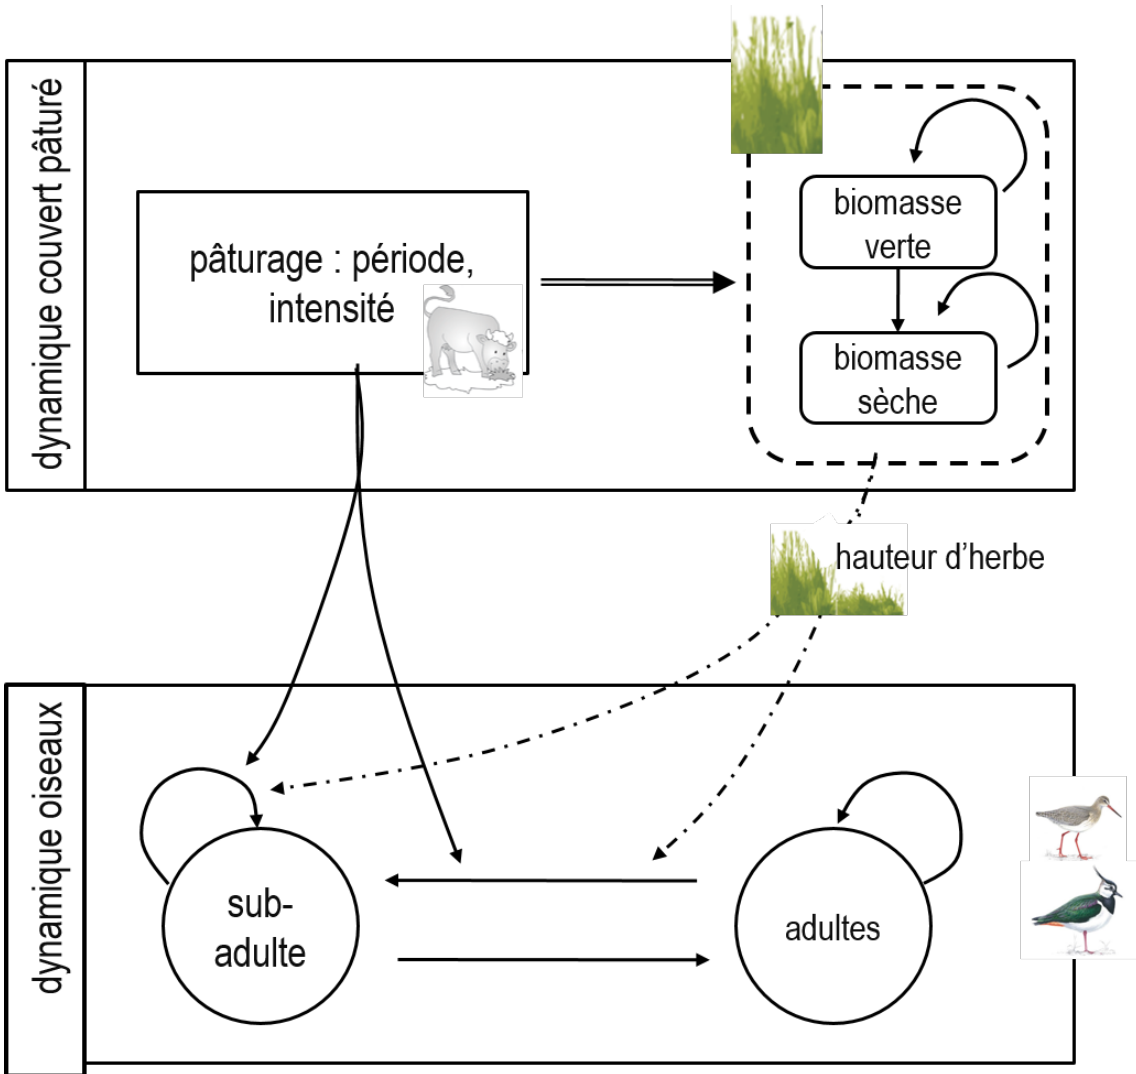 dynamique couvert pâturé
pâturage : période,
intensité
biomasse
verte
biomasse
sèche
hauteur d'herbe
dynamique oiseaux
sub-
adulte
adultes